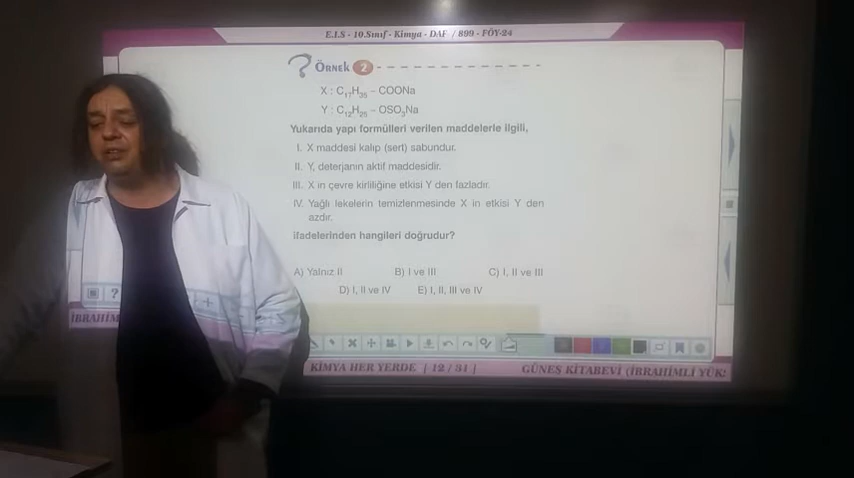 E.I.S - 10.Sınıf - Kimya - DAF / 899 - FÖY-24
? ÖRNEK 2
X : C₁₇H₃₅ – COONa
Y : C₁₂H₂₅ – OSO₃Na
Yukarıda yapı formülleri verilen maddelerle ilgili,
I. X maddesi kalıp (sert) sabundur.
II. Y, deterjanın aktif maddesidir.
III. X in çevre kirliliğine etkisi Y den fazladır.
IV. Yağlı lekelerin temizlenmesinde X in etkisi Y den
azdır.
ifadelerinden hangileri doğrudur?
A) Yalnız II B) I ve III C) I, II ve III
D) I, II ve IV E) I, II, III ve IV
?
İBRAHİM
KİMYA HER YERDE [ 12 / 31 ]
GÜNEŞ KİTABEVİ (İBRAHİMLİ YÜK: